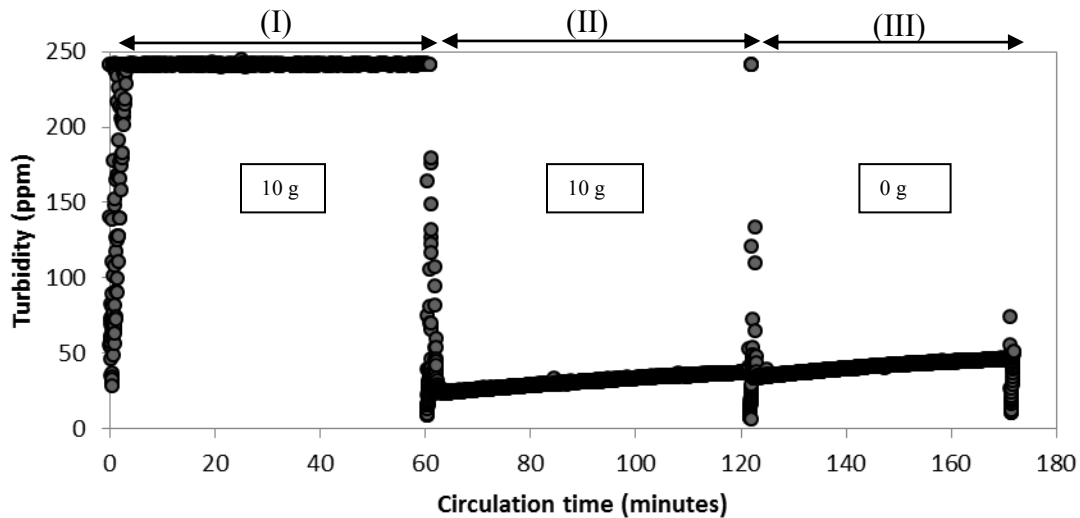 (I) (II) (III)
250
200
150
100
50
0
Turbidity (ppm)
10 g 10 g 0 g
0 20 40 60 80 100 120 140 160 180
Circulation time (minutes)